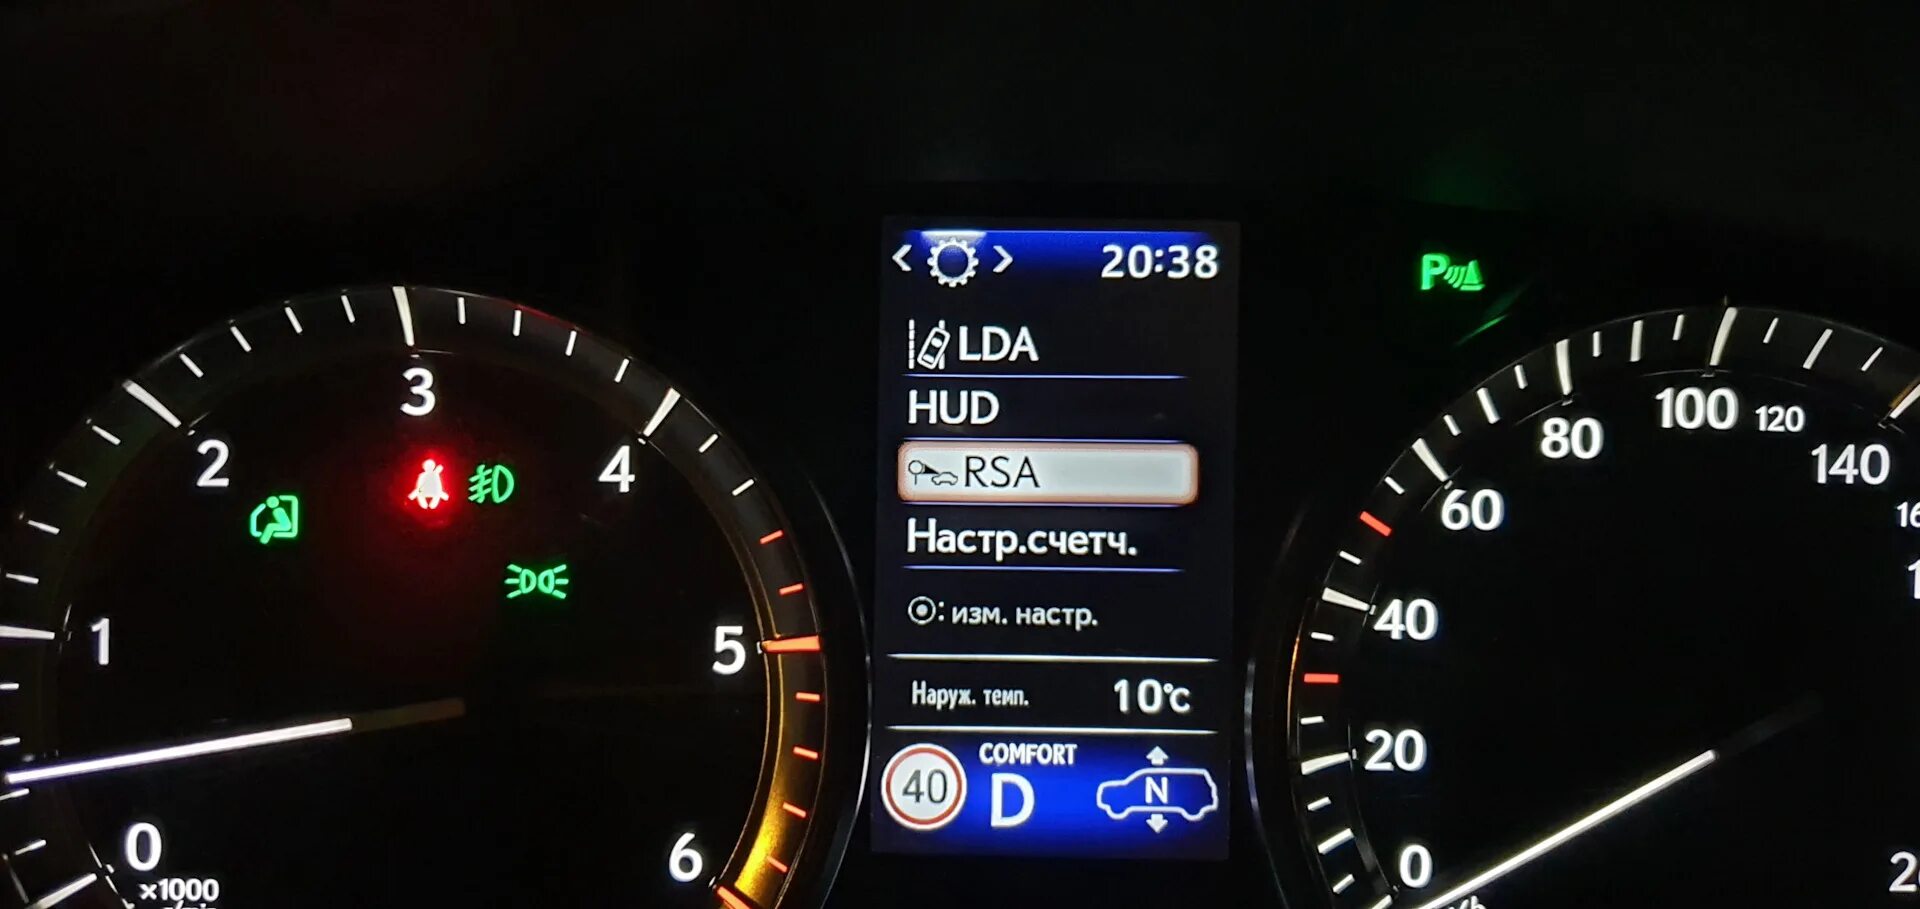 20:38
LDA
HUD
RSA
Настр.счетч.
: изм. настр.
Наруж. темп. 10°C
40 COMFORT
D
N
0 1 2 3 4 5 6
x1000
P
0 20 40 60 80 100 120 140